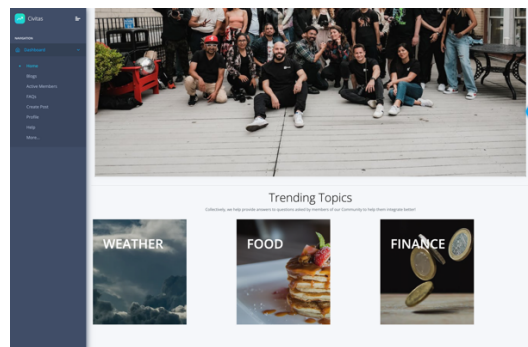 Civitas
NAVIGATION
Dashboard
Home
Blogs
Active Members
FAQs
Create Post
Profile
Help
More...
Trending Topics
Collectively, we help provide answers to questions asked by members of our Community to help them integrate better!
WEATHER
FOOD
FINANCE